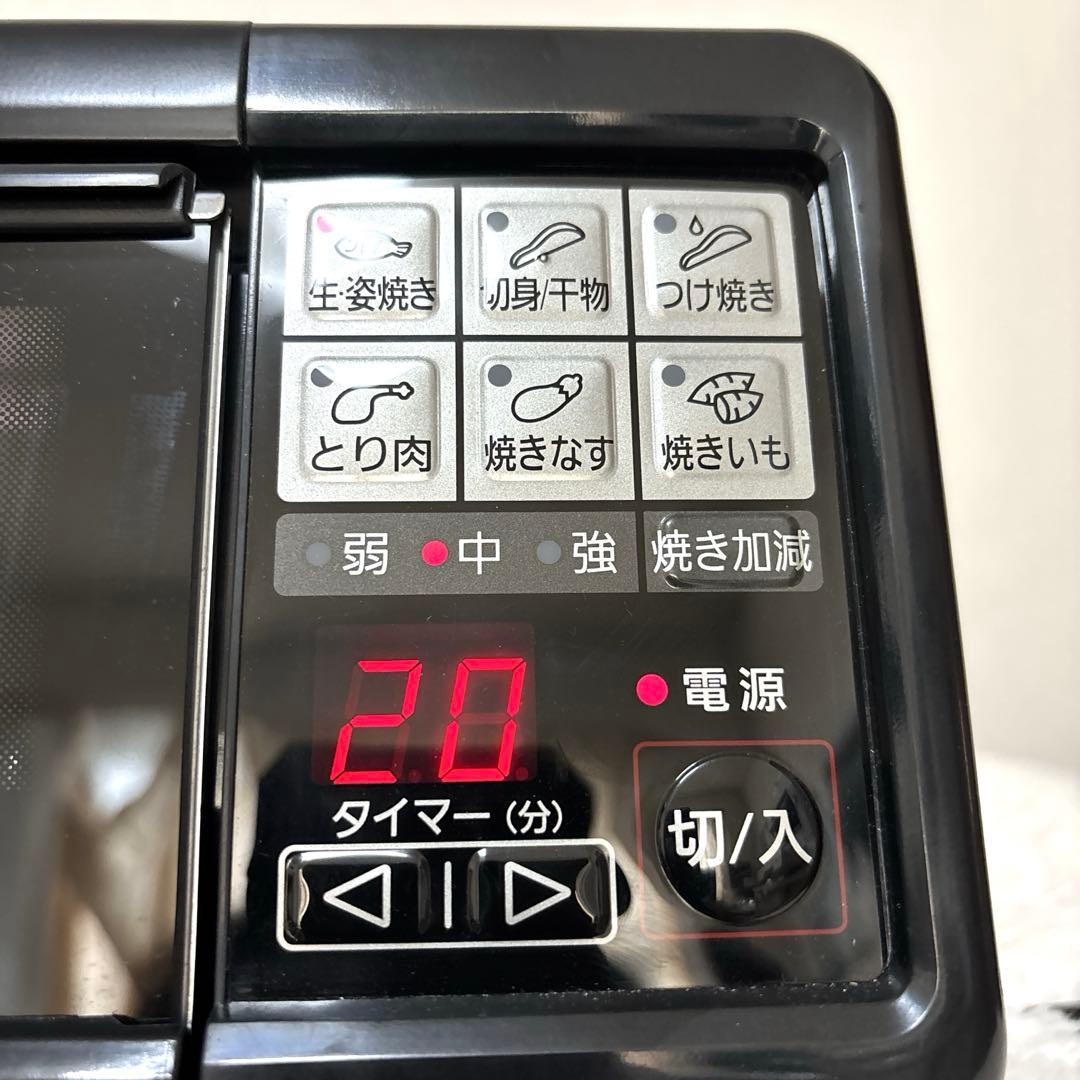 生・姿焼き 切身/干物 つけ焼き
とり肉 焼きなす 焼きいも
弱 中 強 焼き加減
20
電源
タイマー(分)
切/入